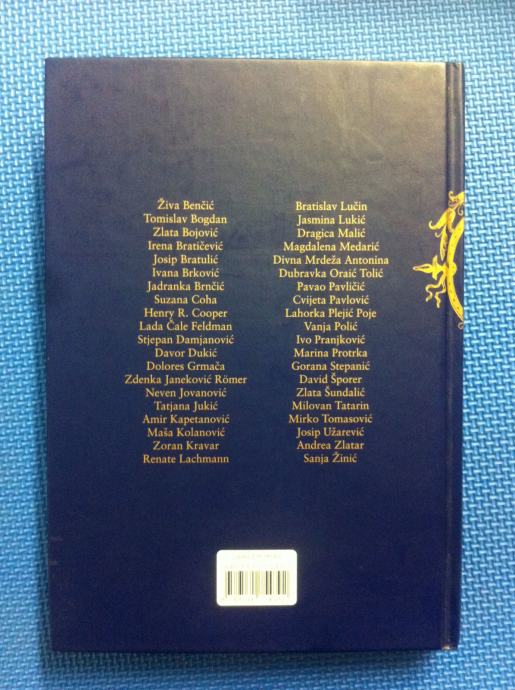 Živa Benčić
Tomislav Bogdan
Zlata Bojović
Irena Bratičević
Josip Bratulić
Ivana Brković
Jadranka Brnčić
Suzana Coha
Henry R. Cooper
Lada Čale Feldman
Stjepan Damjanović
Davor Dukić
Dolores Grmača
Zdenka Janeković Römer
Neven Jovanović
Tatjana Jukić
Amir Kapetanović
Maša Kolanović
Zoran Kravar
Renate Lachmann
Bratislav Lučin
Jasmina Lukić
Dragica Malić
Magdalena Medarić
Divna Mrdeža Antonina
Dubravka Oraić Tolić
Pavao Pavličić
Cvijeta Pavlović
Lahorka Plejić Poje
Vanja Polić
Ivo Pranjković
Marina Protrka
Gorana Stepanić
David Šporer
Zlata Šundalić
Milovan Tatarin
Mirko Tomasović
Josip Užarević
Andrea Zlatar
Sanja Žinić